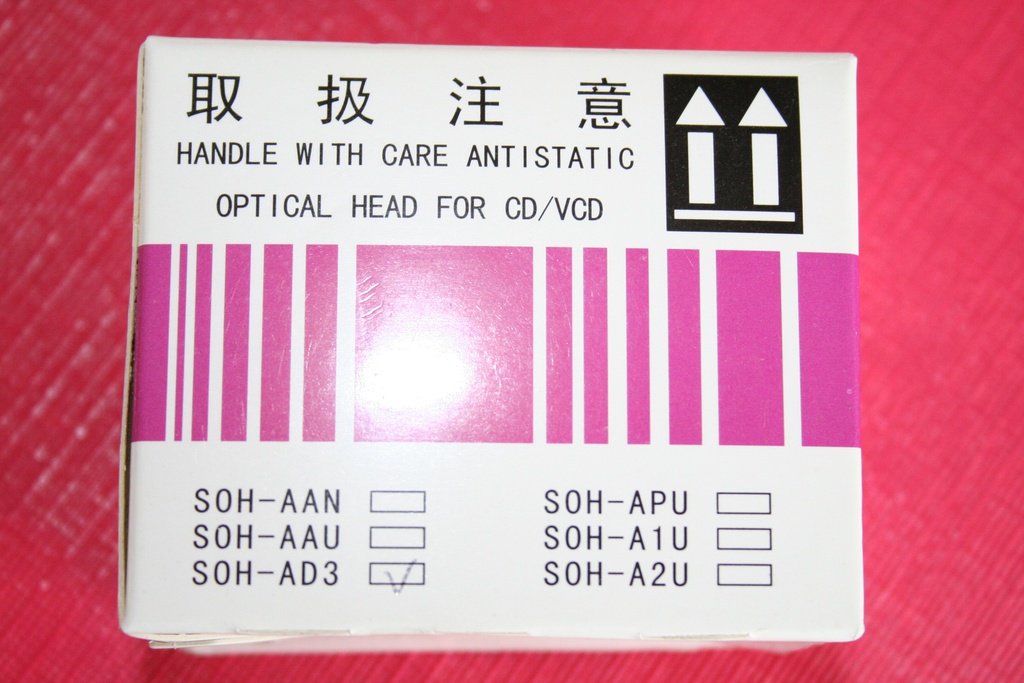 取扱注意
HANDLE WITH CARE ANTISTATIC
OPTICAL HEAD FOR CD/VCD
SOH-AAN SOH-APU
SOH-AAU SOH-A1U
SOH-AD3 SOH-A2U